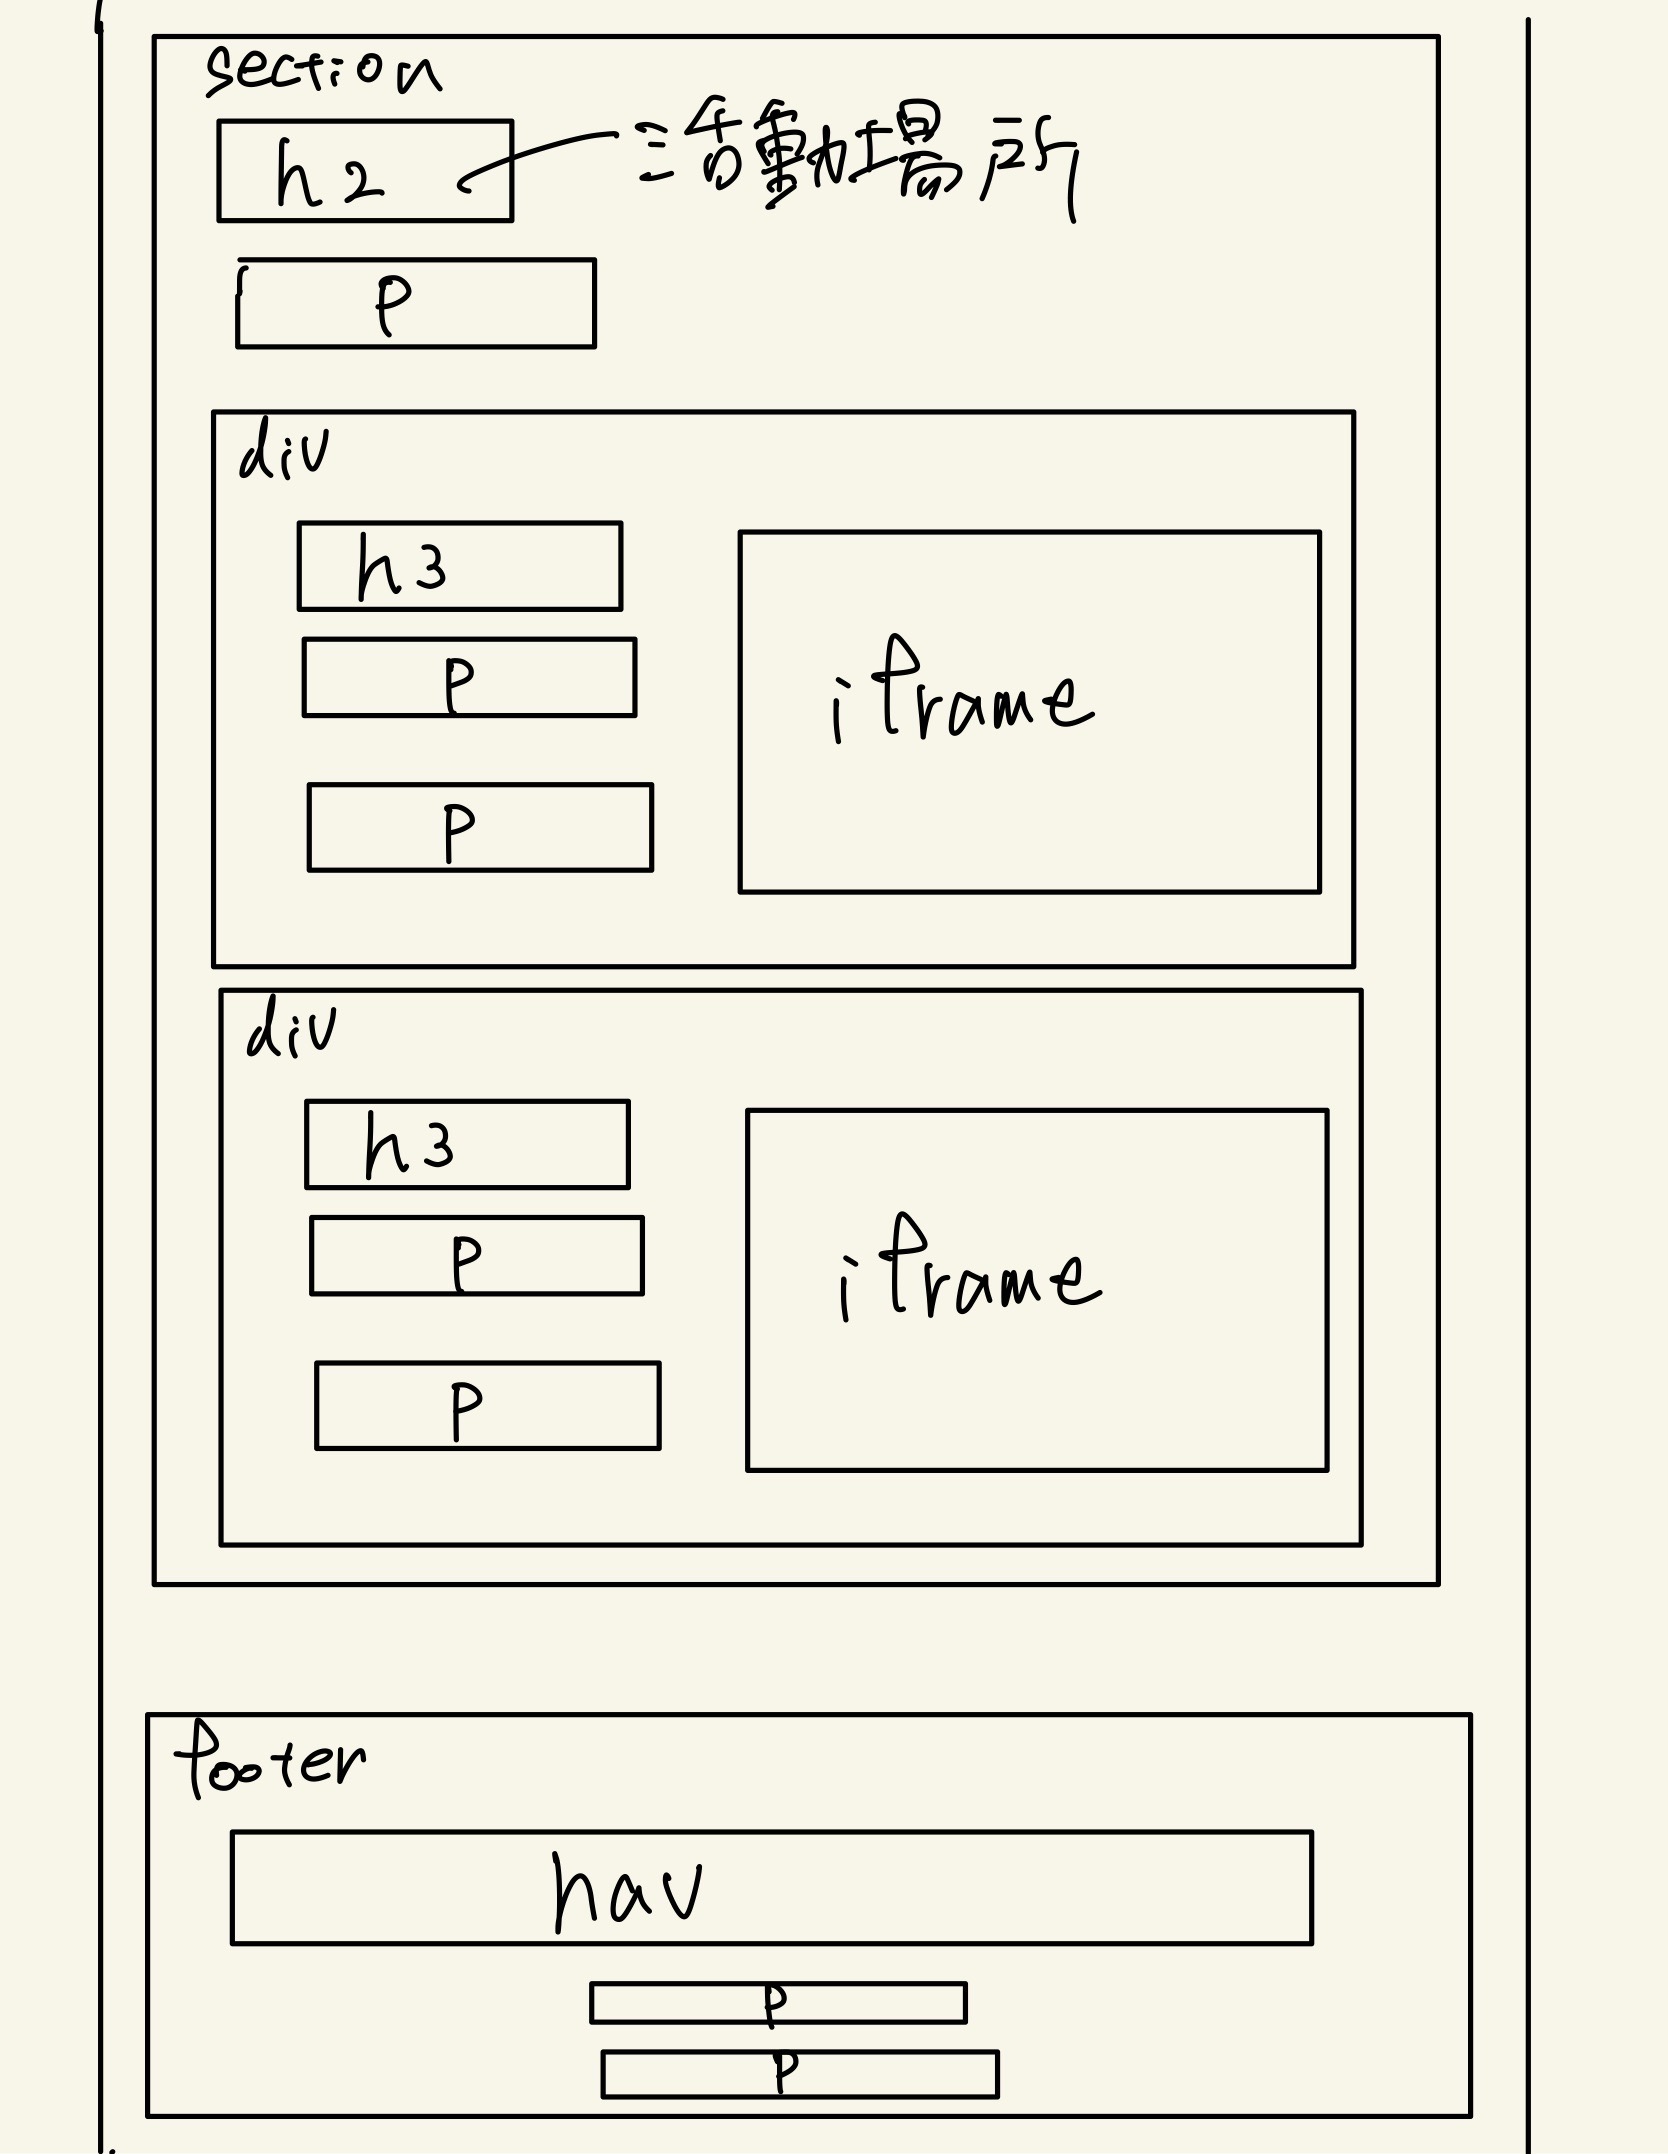 section
h2 活動場所
p
div
h3
p
iframe
p
div
h3
p
iframe
p
footer
nav
p
p